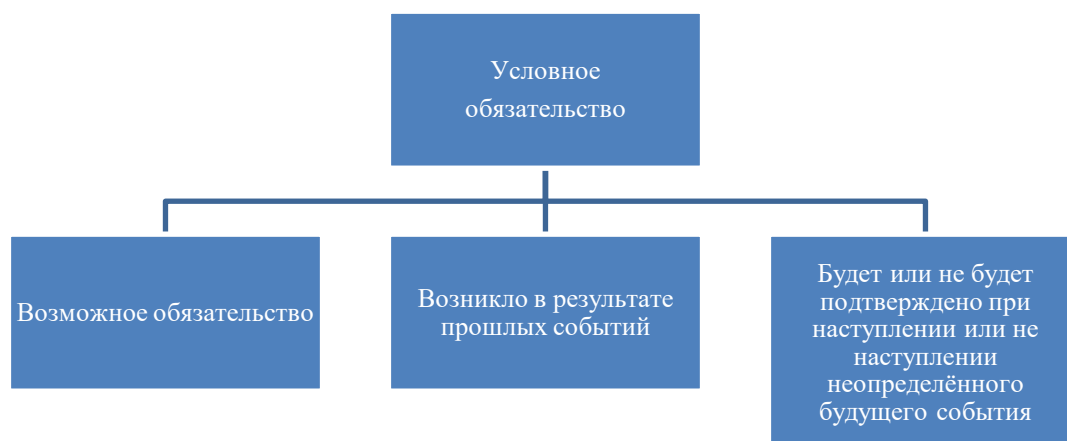 Условное
обязательство
Возможное обязательство
Возникло в результате
прошлых событий
Будет или не будет
подтверждено при
наступлении или не
наступлении
неопределённого
будущего события